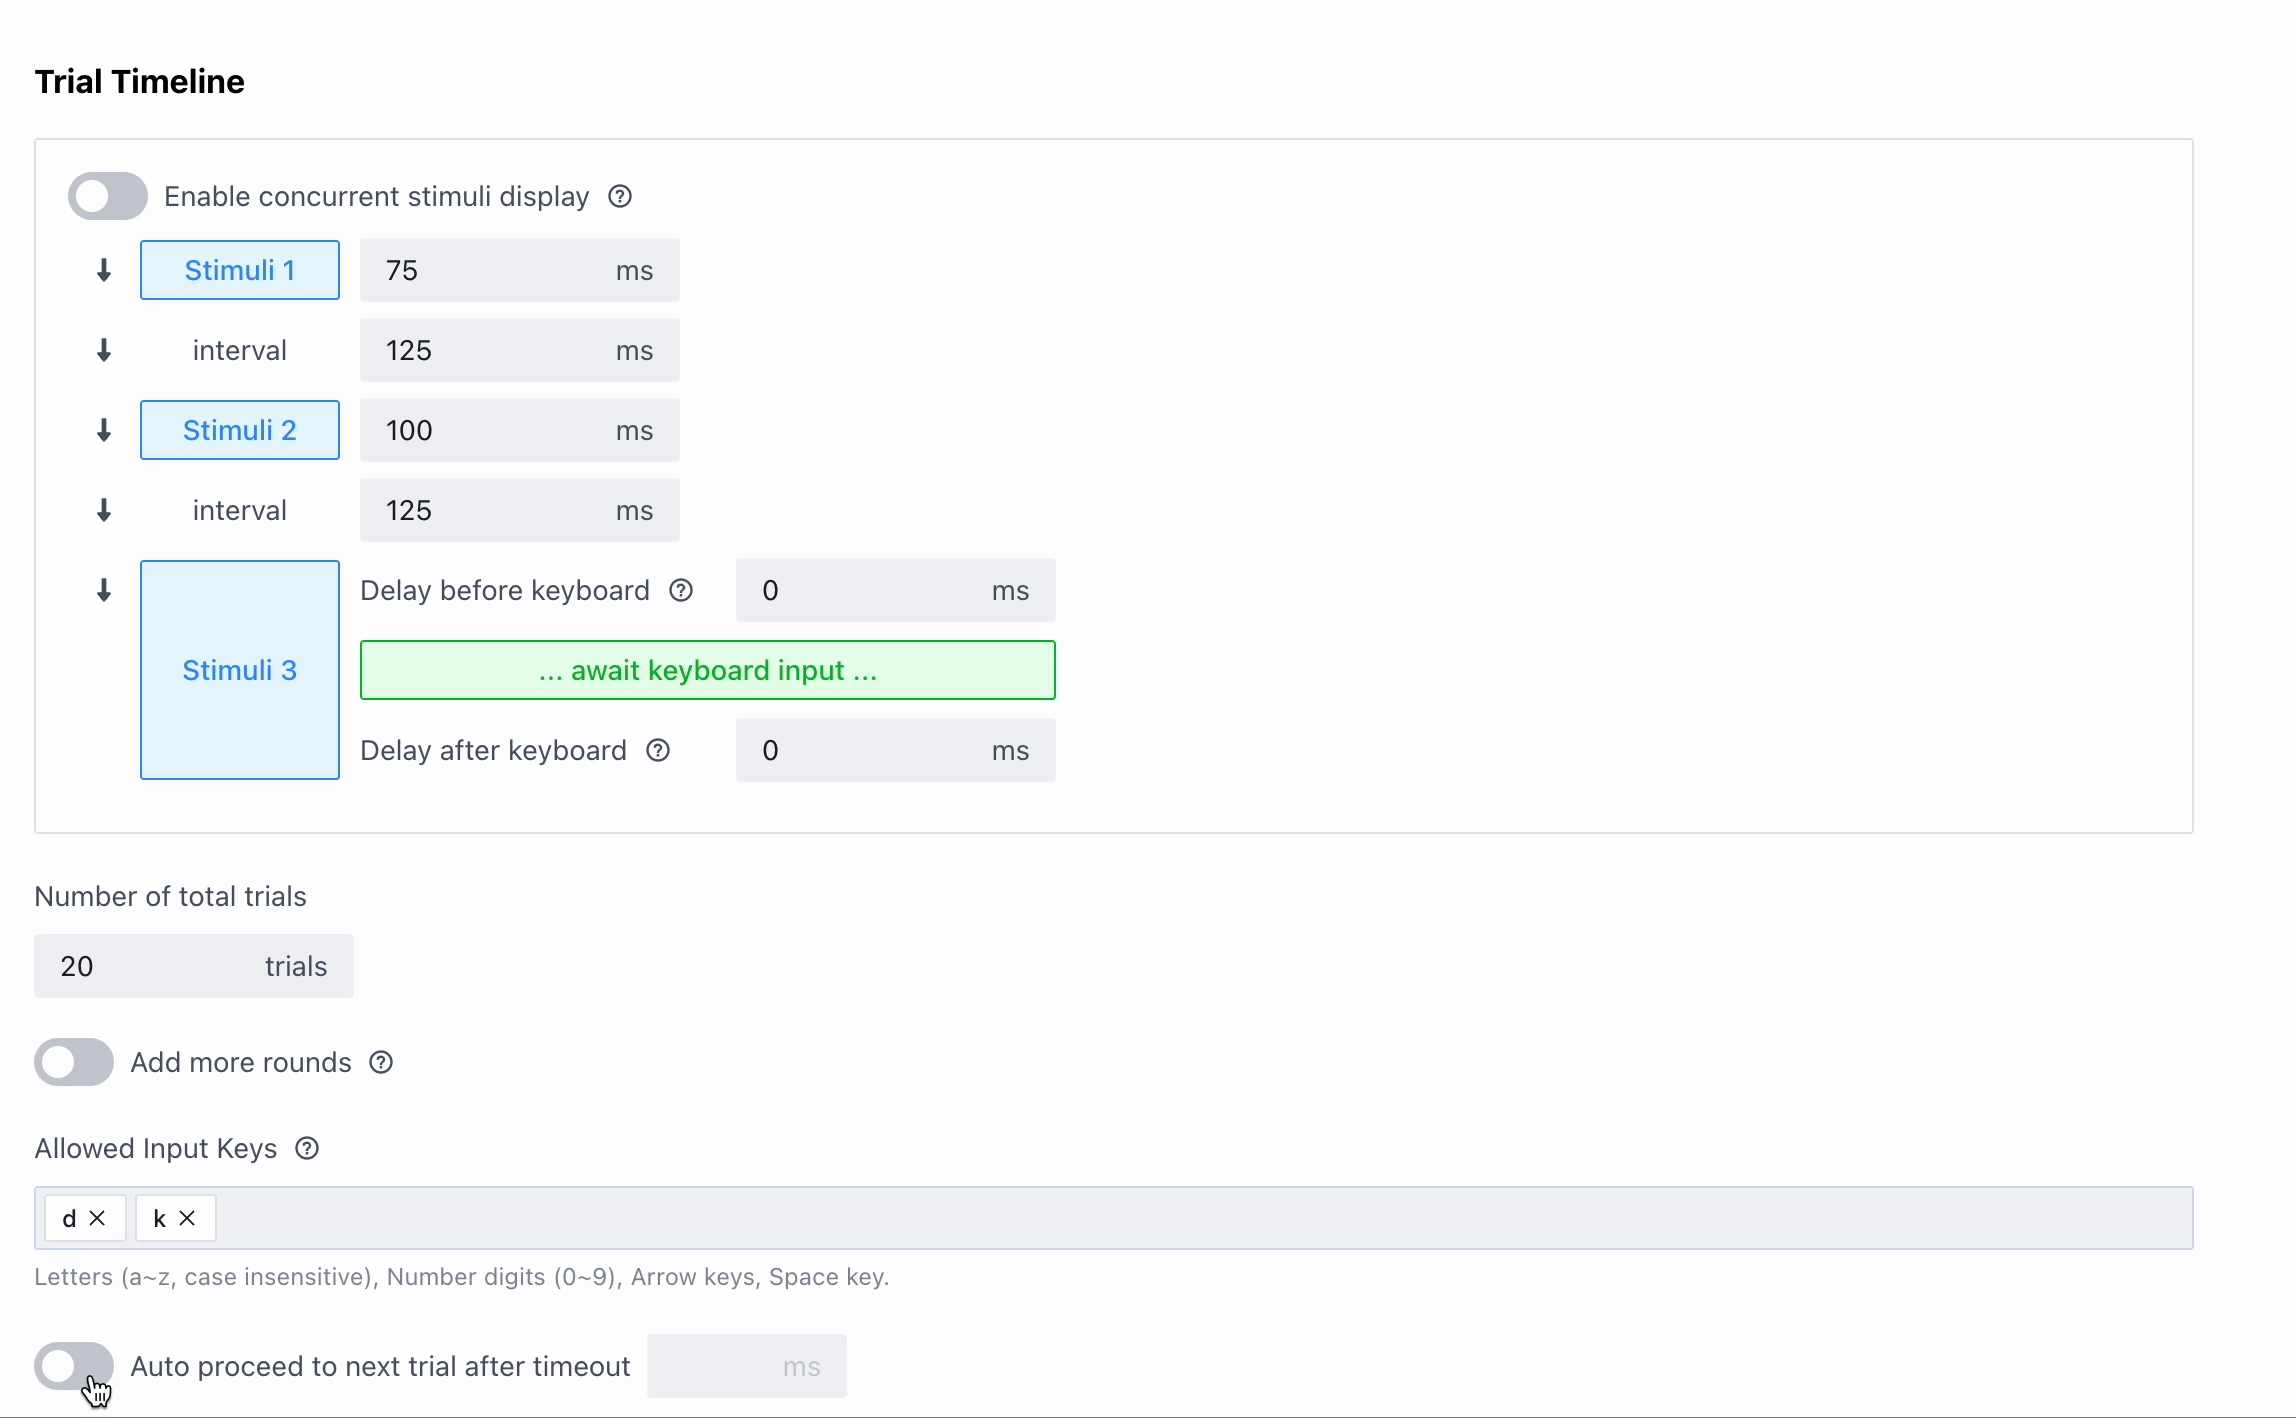 Trial Timeline
Enable concurrent stimuli display ?
Stimuli 1 75 ms
interval 125 ms
Stimuli 2 100 ms
interval 125 ms
Stimuli 3
Delay before keyboard ? 0 ms
... await keyboard input ...
Delay after keyboard ? 0 ms
Number of total trials
20 trials
Add more rounds ?
Allowed Input Keys ?
d k
Letters (a~z, case insensitive), Number digits (0~9), Arrow keys, Space key.
Auto proceed to next trial after timeout ms